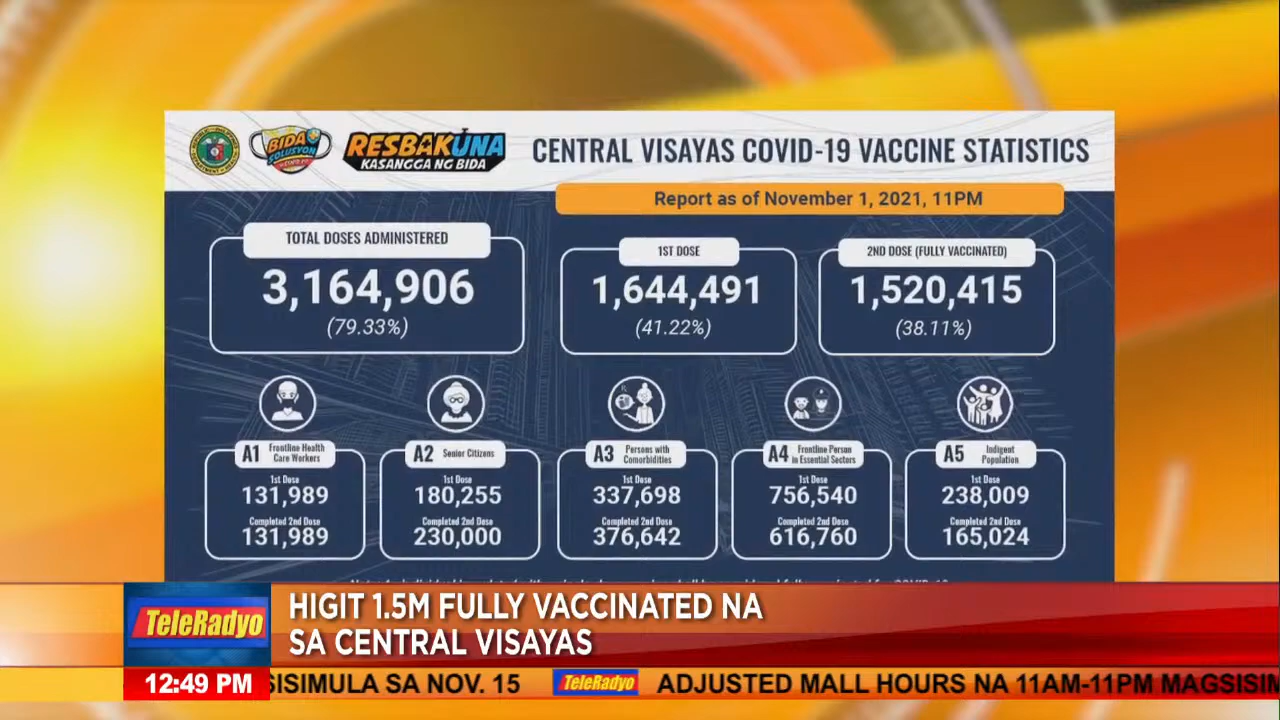 BIDA
SOLUSYON
RESBAKUNA
KASANGGA NG BIDA
CENTRAL VISAYAS COVID-19 VACCINE STATISTICS
Report as of November 1, 2021, 11PM
TOTAL DOSES ADMINISTERED
3,164,906
(79.33%)
1ST DOSE
1,644,491
(41.22%)
2ND DOSE (FULLY VACCINATED)
1,520,415
(38.11%)
A1 Frontline Health
Care Workers
1st Dose
131,989
Completed 2nd Dose
131,989
A2 Senior Citizens
1st Dose
180,255
Completed 2nd Dose
230,000
A3 Persons with
Comorbidities
1st Dose
337,698
Completed 2nd Dose
376,642
A4 Frontline Person
in Essential Sectors
1st Dose
756,540
Completed 2nd Dose
616,760
A5 Indigent
Population
1st Dose
238,009
Completed 2nd Dose
165,024
TeleRadyo
HIGIT 1.5M FULLY VACCINATED NA
SA CENTRAL VISAYAS
12:49 PM
SISIMULA SA NOV. 15 TeleRadyo ADJUSTED MALL HOURS NA 11AM-11PM MAGSISIM